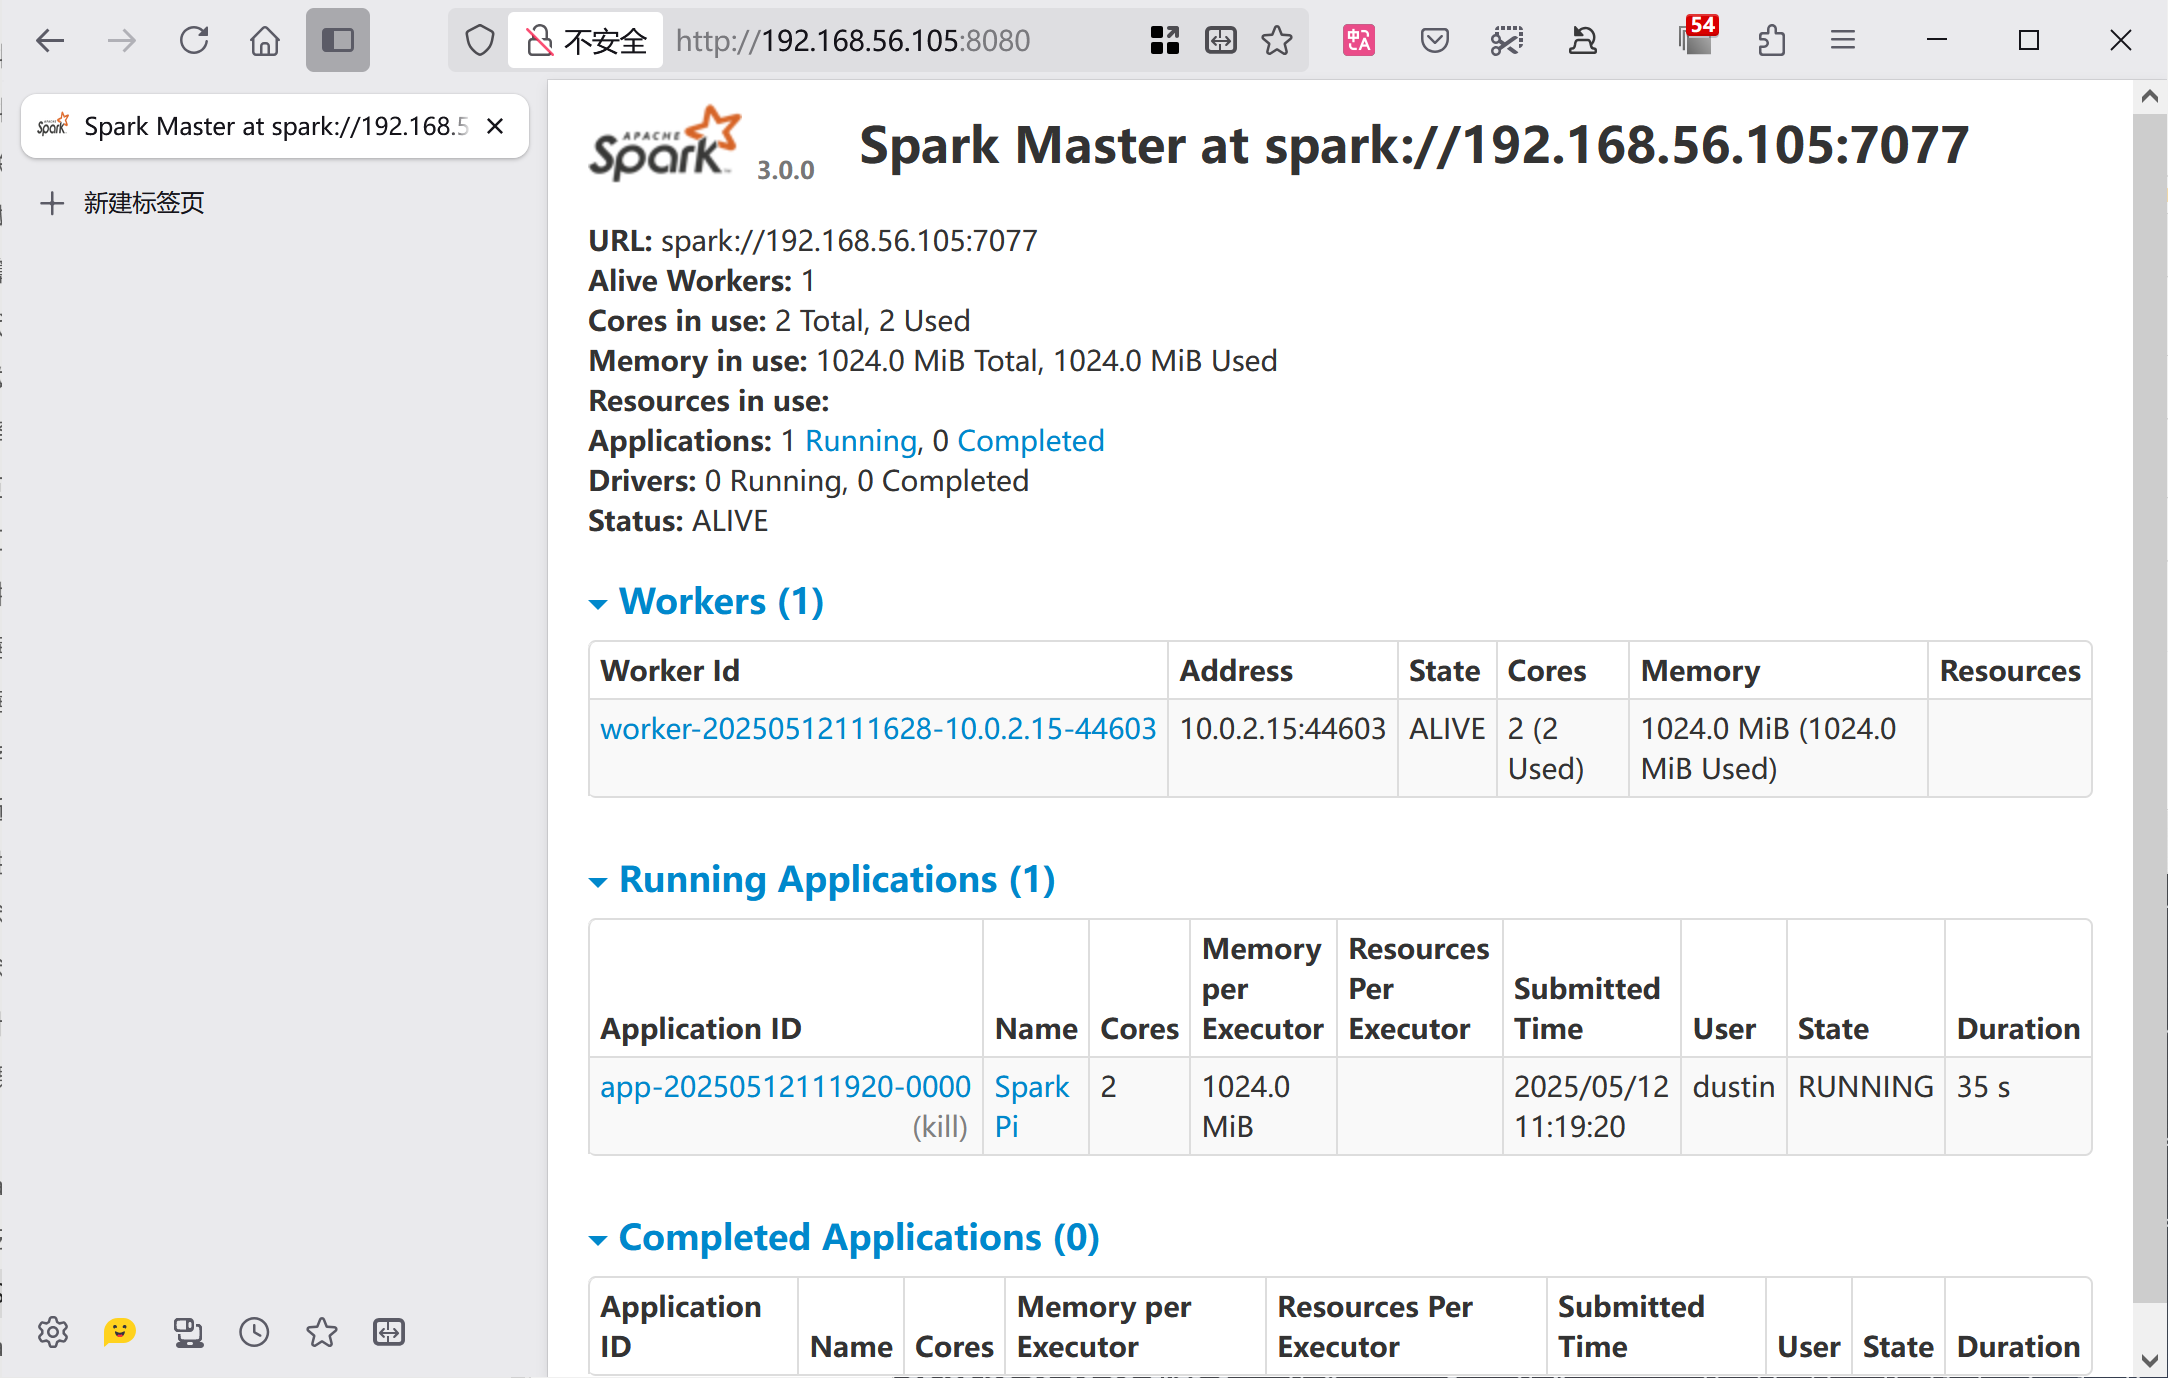 不安全 http://192.168.56.105:8080 中A 54
Spark Master at spark://192.168.5
新建标签页
APACHE Spark 3.0.0 Spark Master at spark://192.168.56.105:7077
URL: spark://192.168.56.105:7077
Alive Workers: 1
Cores in use: 2 Total, 2 Used
Memory in use: 1024.0 MiB Total, 1024.0 MiB Used
Resources in use:
Applications: 1 Running, 0 Completed
Drivers: 0 Running, 0 Completed
Status: ALIVE
Workers (1)
Worker Id Address State Cores Memory Resources
worker-20250512111628-10.0.2.15-44603 10.0.2.15:44603 ALIVE 2 (2 Used) 1024.0 MiB (1024.0 MiB Used)
Running Applications (1)
Application ID Name Cores Memory per Executor Resources Per Executor Submitted Time User State Duration
app-20250512111920-0000 (kill) Spark Pi 2 1024.0 MiB 2025/05/12 11:19:20 dustin RUNNING 35 s
Completed Applications (0)
Application ID Name Cores Memory per Executor Resources Per Executor Submitted Time User State Duration